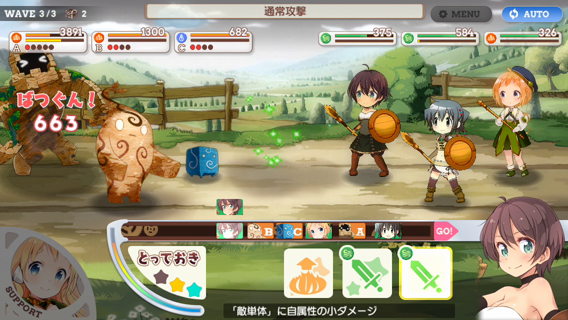 WAVE 3/3 2
通常攻撃
MENU
AUTO
3891
1300
682
375
584
326
A
B
C
ばつぐん!
663
B C A GO!
とっておき
SUPPORT
「敵単体」に自属性の小ダメージ